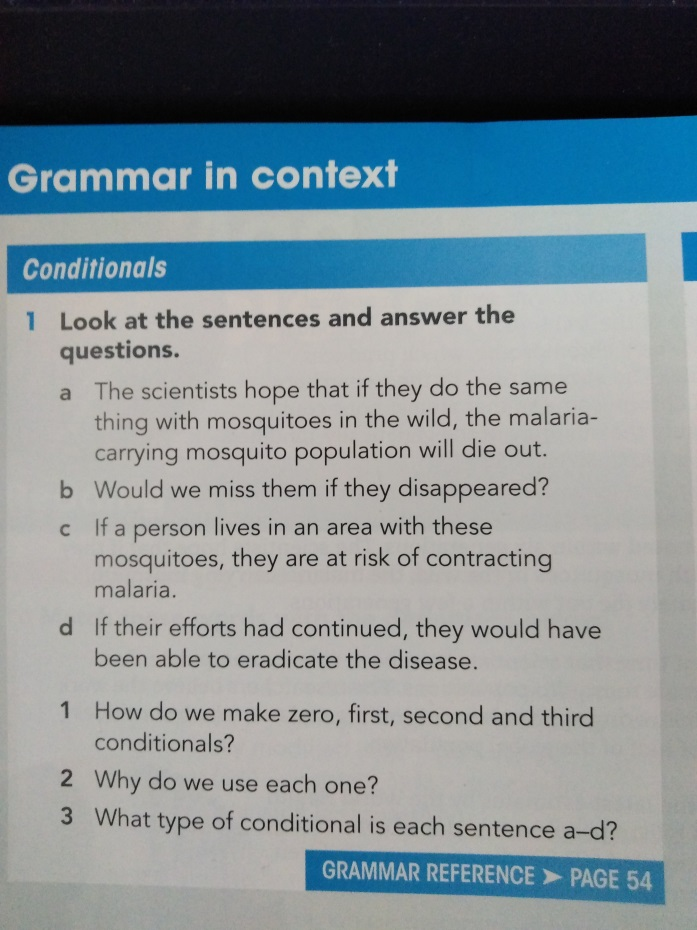 Grammar in context
Conditionals
1 Look at the sentences and answer the
questions.
a The scientists hope that if they do the same
thing with mosquitoes in the wild, the malaria-
carrying mosquito population will die out.
b Would we miss them if they disappeared?
c If a person lives in an area with these
mosquitoes, they are at risk of contracting
malaria.
d If their efforts had continued, they would have
been able to eradicate the disease.
1 How do we make zero, first, second and third
conditionals?
2 Why do we use each one?
3 What type of conditional is each sentence a–d?
GRAMMAR REFERENCE ➤ PAGE 54